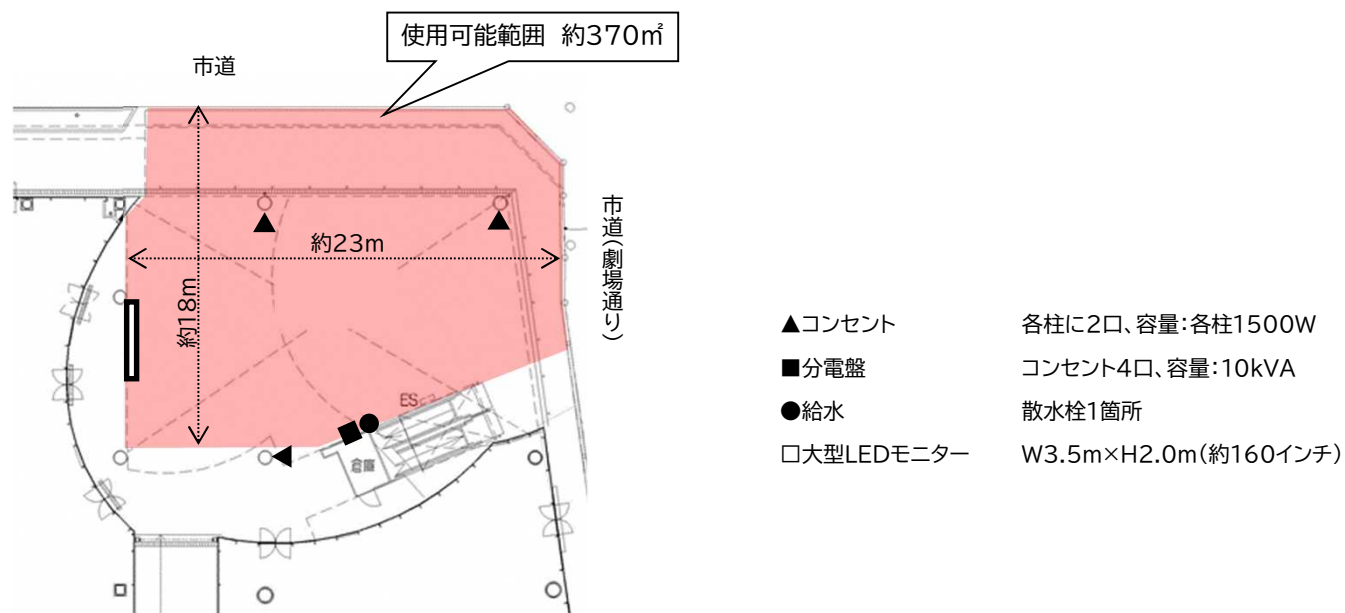 使用可能範囲 約370㎡
市道
約23m
約18m
市道(劇場通り)
ES
倉庫
▲コンセント 各柱に2口、容量:各柱1500W
■分電盤 コンセント4口、容量:10kVA
●給水 散水栓1箇所
□大型LEDモニター W3.5m×H2.0m(約160インチ)